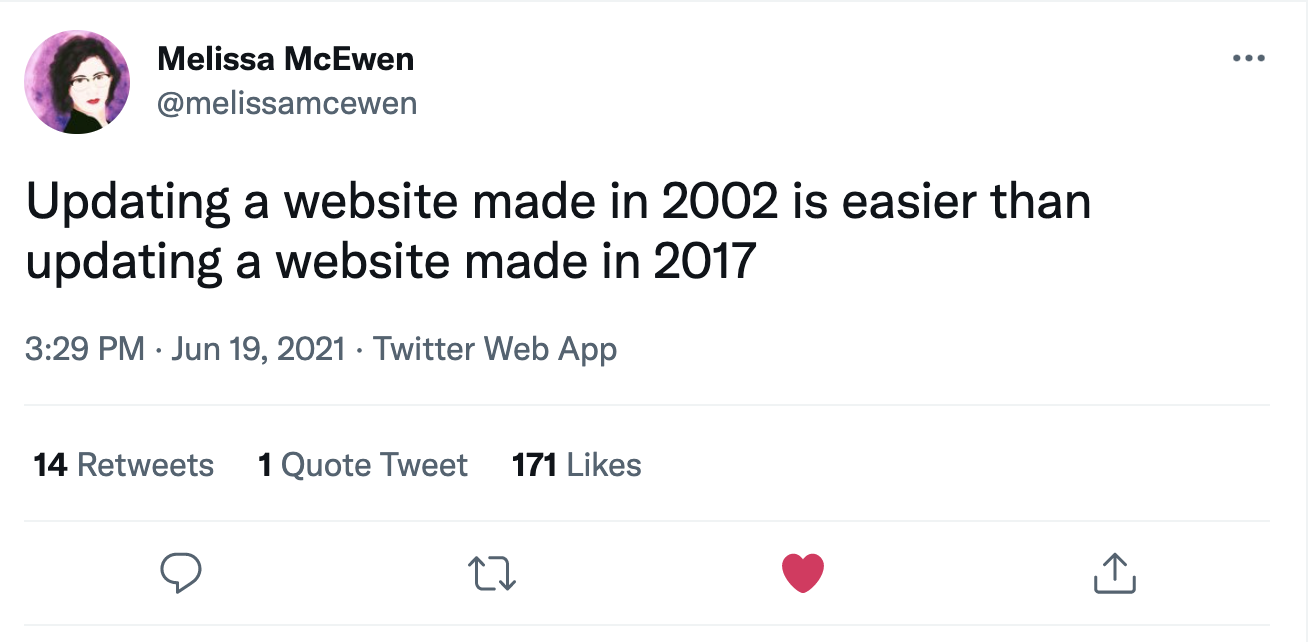 Melissa McEwen
@melissamcewen
Updating a website made in 2002 is easier than
updating a website made in 2017
3:29 PM · Jun 19, 2021 · Twitter Web App
14 Retweets 1 Quote Tweet 171 Likes